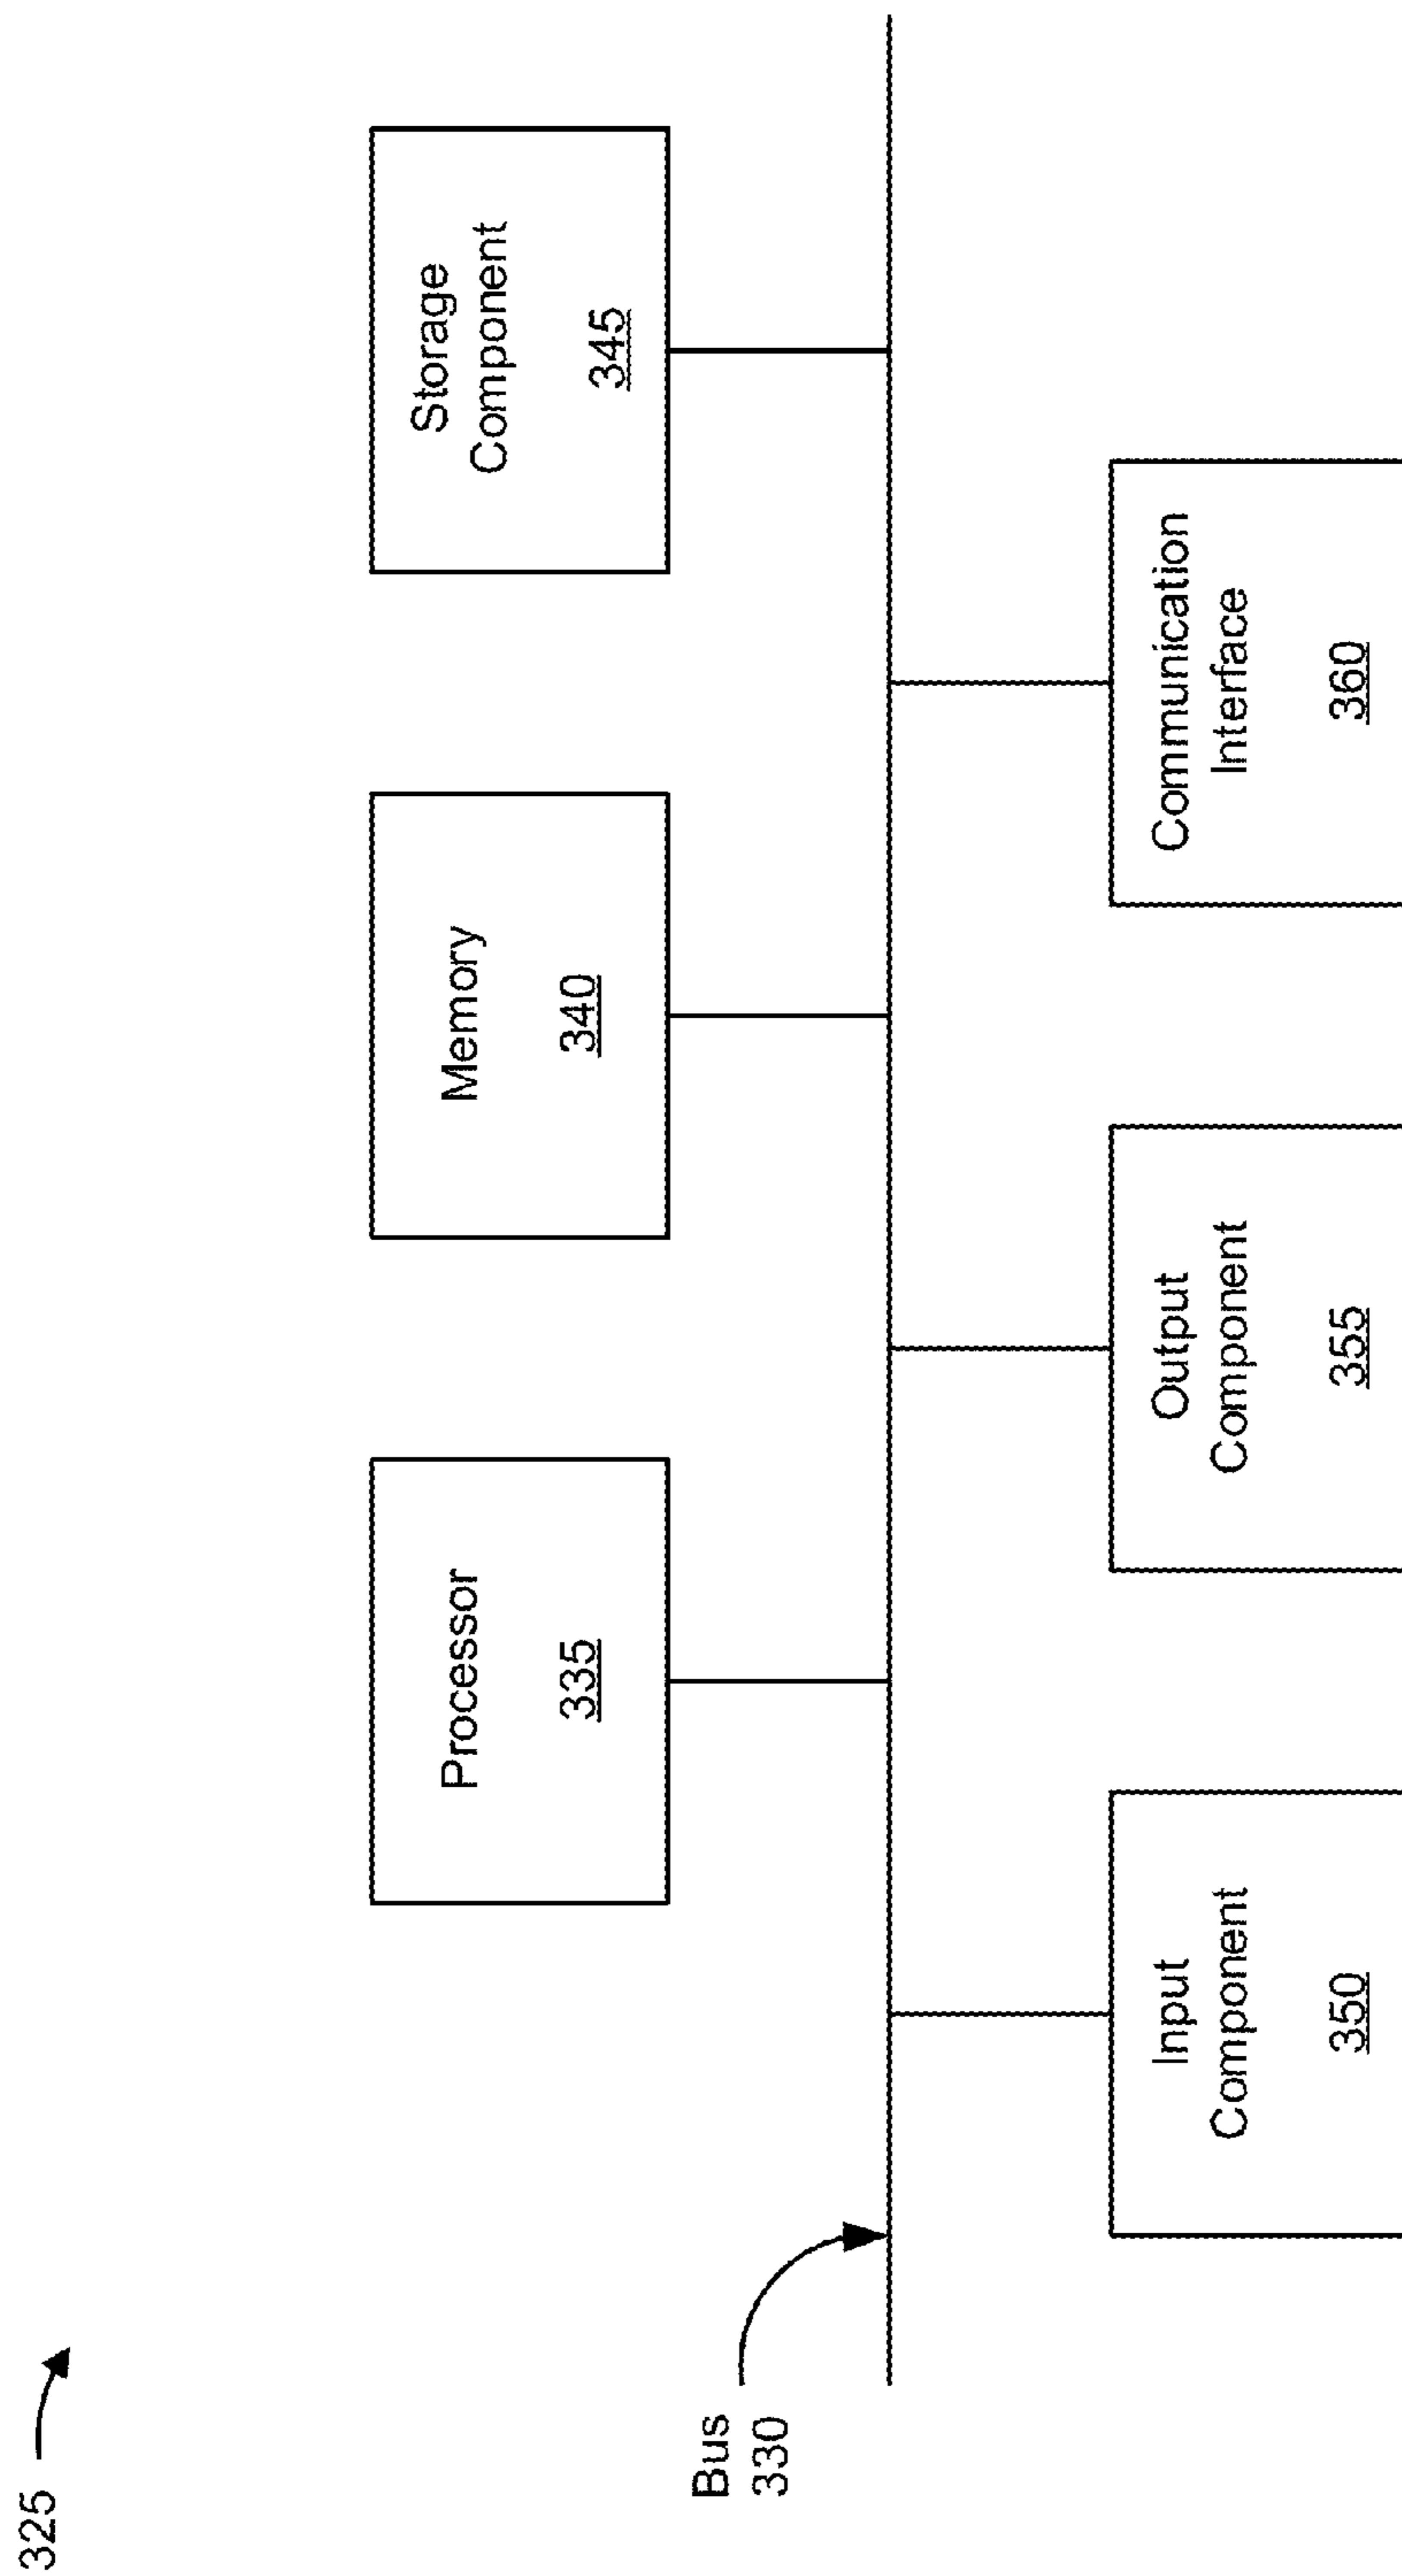 325
Processor
335
Memory
340
Storage
Component
345
Bus
330
Input
Component
350
Output
Component
355
Communication
Interface
360